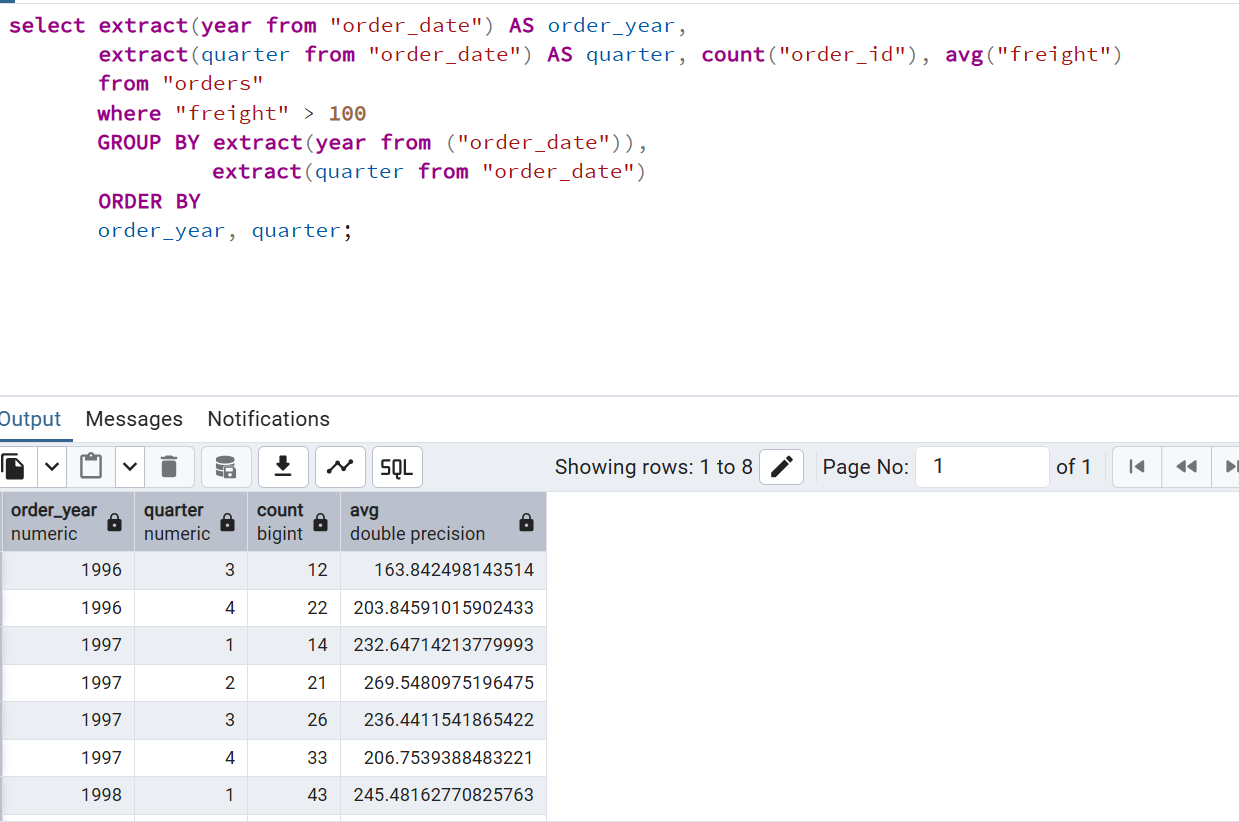 select extract(year from "order_date") AS order_year,
extract(quarter from "order_date") AS quarter, count("order_id"), avg("freight")
from "orders"
where "freight" > 100
GROUP BY extract(year from ("order_date")),
extract(quarter from "order_date")
ORDER BY
order_year, quarter;
Output Messages Notifications
SQL Showing rows: 1 to 8 Page No: 1 of 1
order_year quarter count avg
numeric numeric bigint double precision
1996 3 12 163.842498143514
1996 4 22 203.84591015902433
1997 1 14 232.64714213779993
1997 2 21 269.5480975196475
1997 3 26 236.4411541865422
1997 4 33 206.7539388483221
1998 1 43 245.48162770825763